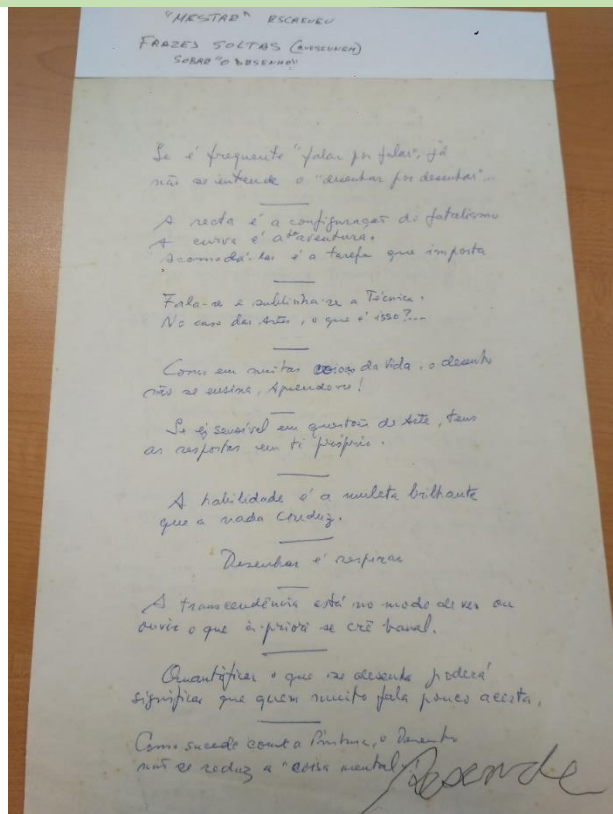 "MESTRE" ESCREVEU
FRAZES SOLTAS
SOBRE "O DESENHO"
Se é frequente "falar por falar", já
não se entende o "desenhar por desenhar"...
A recta é a configuração do fatalismo
A curva é a da aventura.
Acomodá-las é a tarefa que importa
Fala-se e sublinha-se a Técnica.
No caso das Artes, o que é isso?...
Como em muitas coisas da vida, o desenho
não se ensina, Aprende-se!
Se és sensível em questões de Arte, tens
as respostas em ti próprio.
A habilidade é a muleta brilhante
que a nada conduz.
Desenhar é respirar
A transcendência está no modo de ver ou
ouvir o que à-priori se crê banal.
Quantificar o que se desenha poderá
significar que quem muito fala pouco acerta.
Como sucede com a Pintura, o Desenho
não se reduz a "coisa mental".
Resende